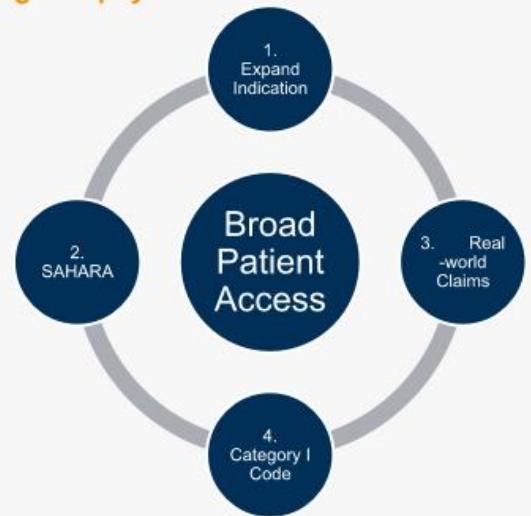 1.
Expand
Indication
Broad
Patient
Access
2.
SAHARA
3. Real
-world
Claims
4.
Category I
Code